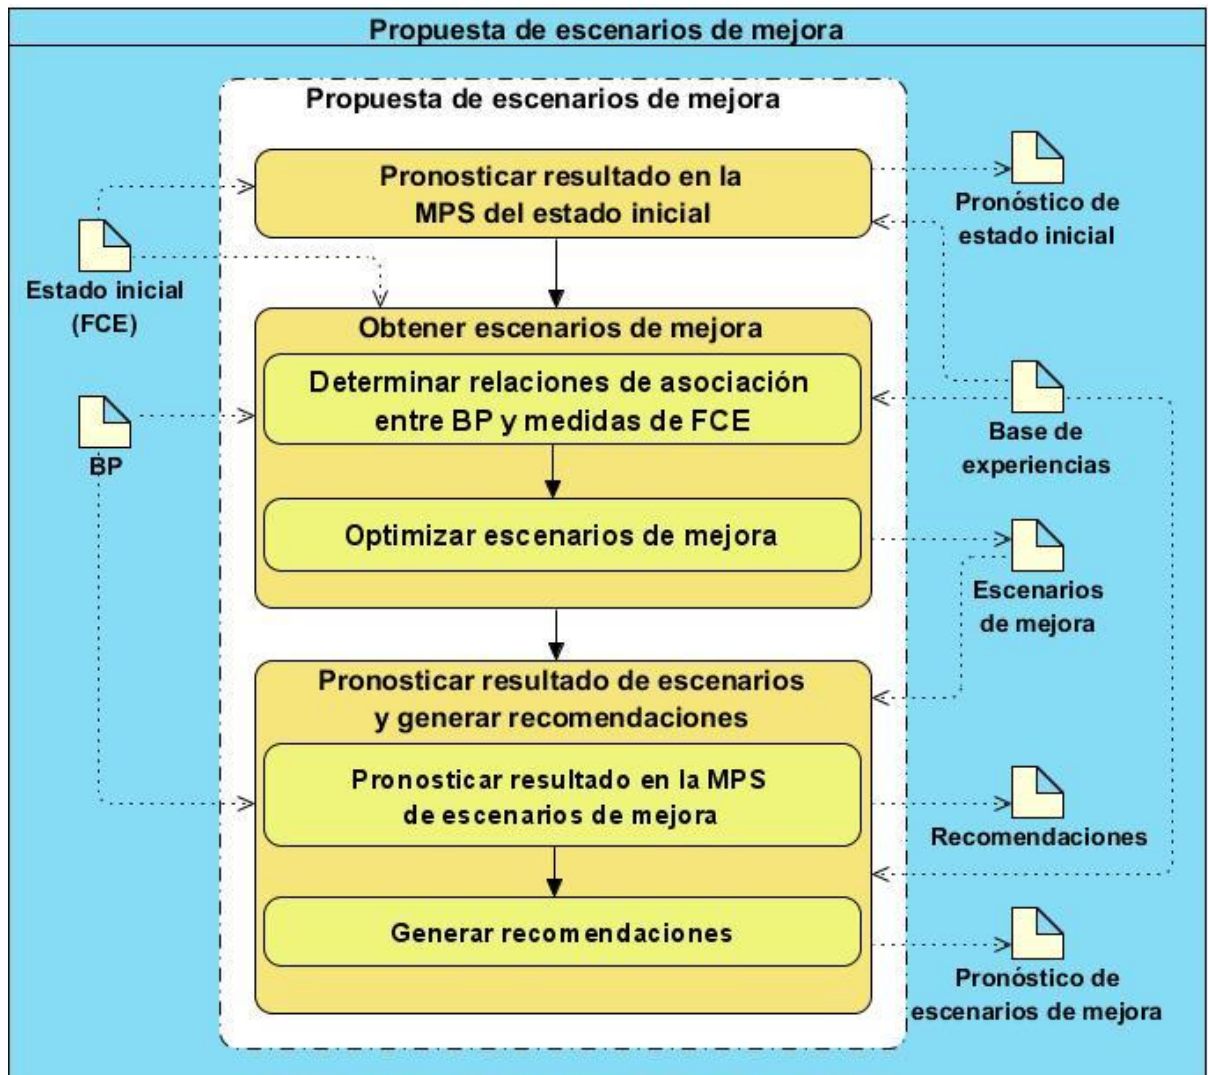 Propuesta de escenarios de mejora
Propuesta de escenarios de mejora
Pronosticar resultado en la
MPS del estado inicial
Pronóstico de
estado inicial
Estado inicial
(FCE)
Obtener escenarios de mejora
Determinar relaciones de asociación
entre BP y medidas de FCE
BP
Base de
experiencias
Optimizar escenarios de mejora
Escenarios
de mejora
Pronosticar resultado de escenarios
y generar recomendaciones
Pronosticar resultado en la MPS
de escenarios de mejora
Recomendaciones
Generar recomendaciones
Pronóstico de
escenarios de mejora